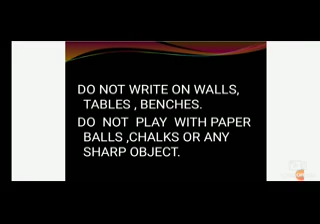 DO NOT WRITE ON WALLS,
TABLES , BENCHES.
DO NOT PLAY WITH PAPER
BALLS ,CHALKS OR ANY
SHARP OBJECT.